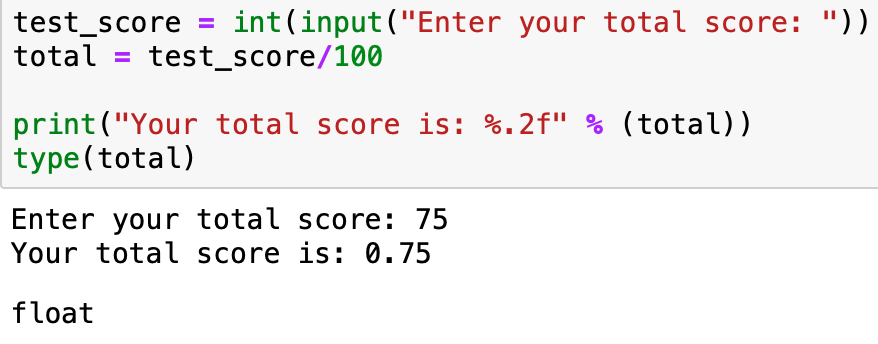 test_score = int(input("Enter your total score: "))
total = test_score/100
print("Your total score is: %.2f" % (total))
type(total)
Enter your total score: 75
Your total score is: 0.75
float